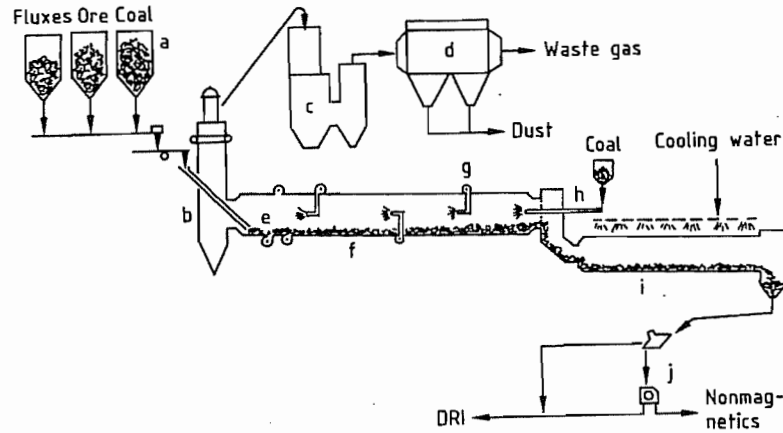 Fluxes Ore Coal
a
d
Waste gas
c
Dust
Coal
Cooling water
g
h
b
e
f
i
j
DRI
Nonmag-
netics